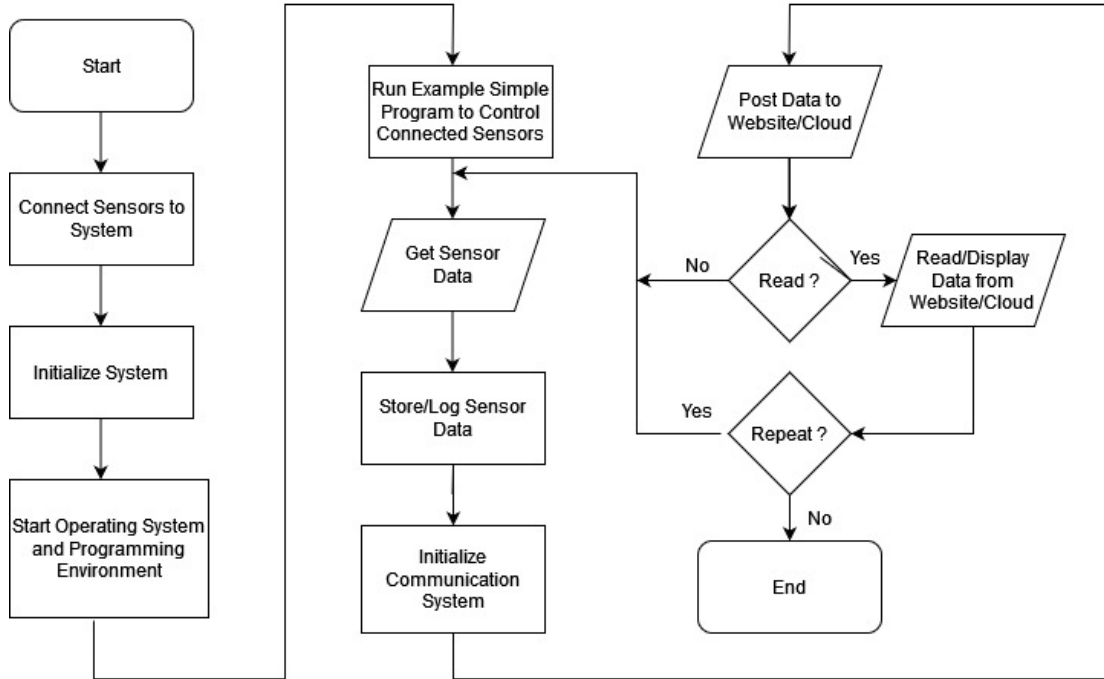 Start
Connect Sensors to
System
Initialize System
Start Operating System
and Programming
Environment
Run Example Simple
Program to Control
Connected Sensors
Get Sensor
Data
Store/Log Sensor
Data
Initialize
Communication
System
Post Data to
Website/Cloud
Read ?
No
Yes
Read/Display
Data from
Website/Cloud
Repeat ?
Yes
No
End